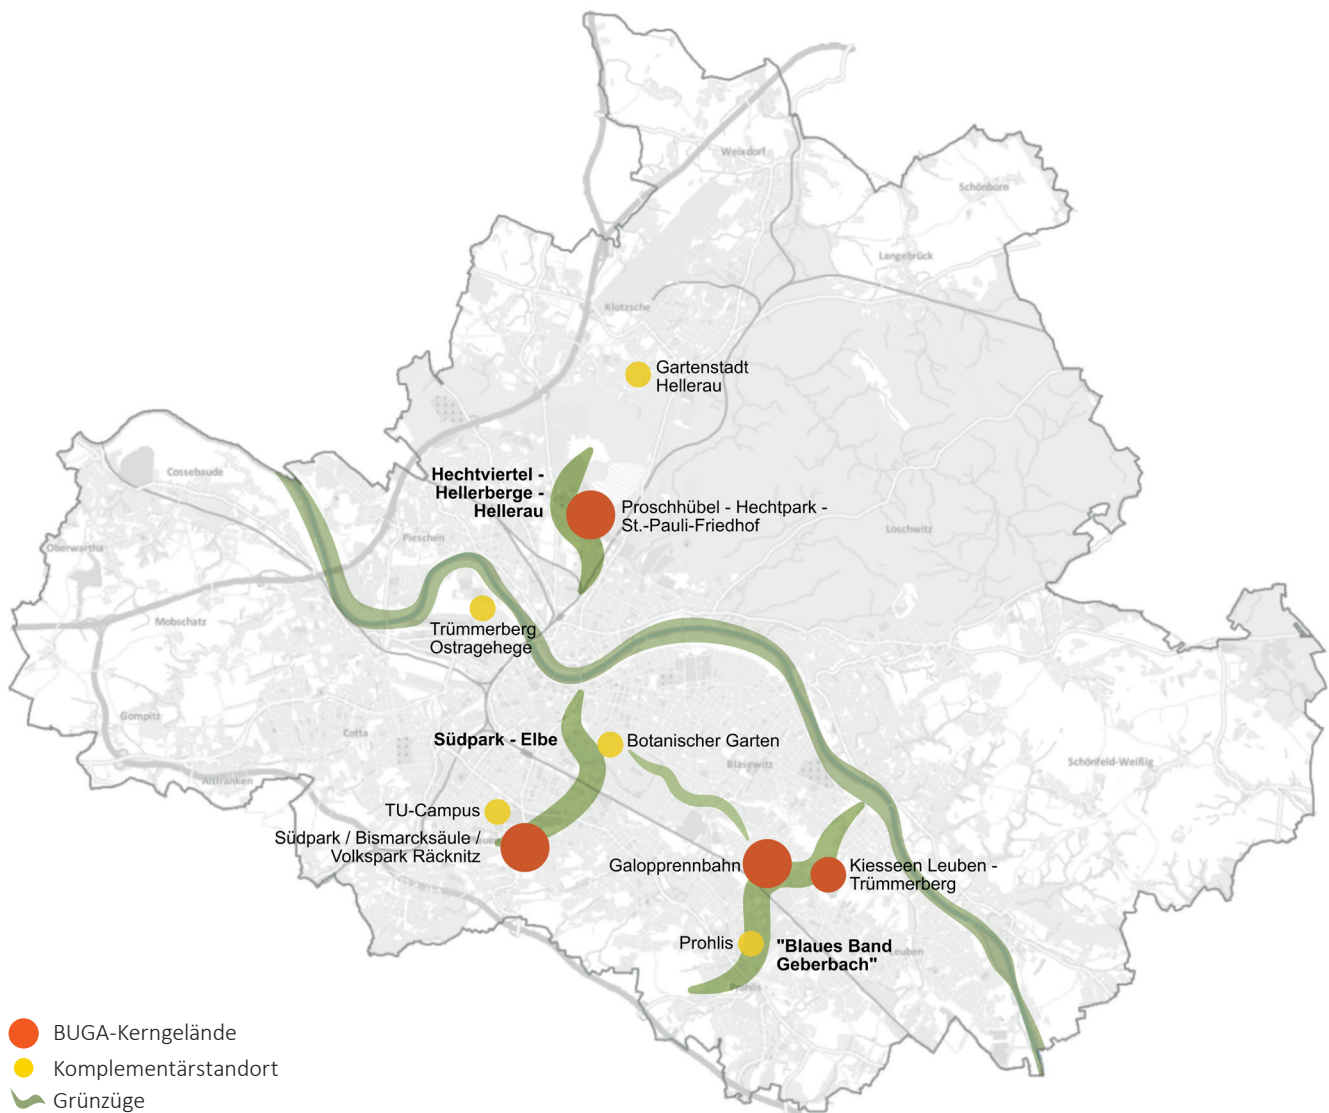 Weixdorf
Schönborn
Langebrück
Klotzsche
Gartenstadt
Hellerau
Cossebaude
Hechtviertel -
Hellerberge -
Hellerau
Proschhübel - Hechtpark -
St.-Pauli-Friedhof
Loschwitz
Pieschen
Oberwartha
Mobschatz
Trümmerberg
Ostragehege
Gompitz
Cotta
Südpark - Elbe
Botanischer Garten
Blasewitz
Schönfeld-Weißig
Altfranken
TU-Campus
Südpark / Bismarcksäule /
Volkspark Räcknitz
Galopprennbahn
Kiesseen Leuben -
Trümmerberg
Prohlis
"Blaues Band
Geberbach"
Leuben
Prohlis
BUGA-Kerngelände
Komplementärstandort
Grünzüge